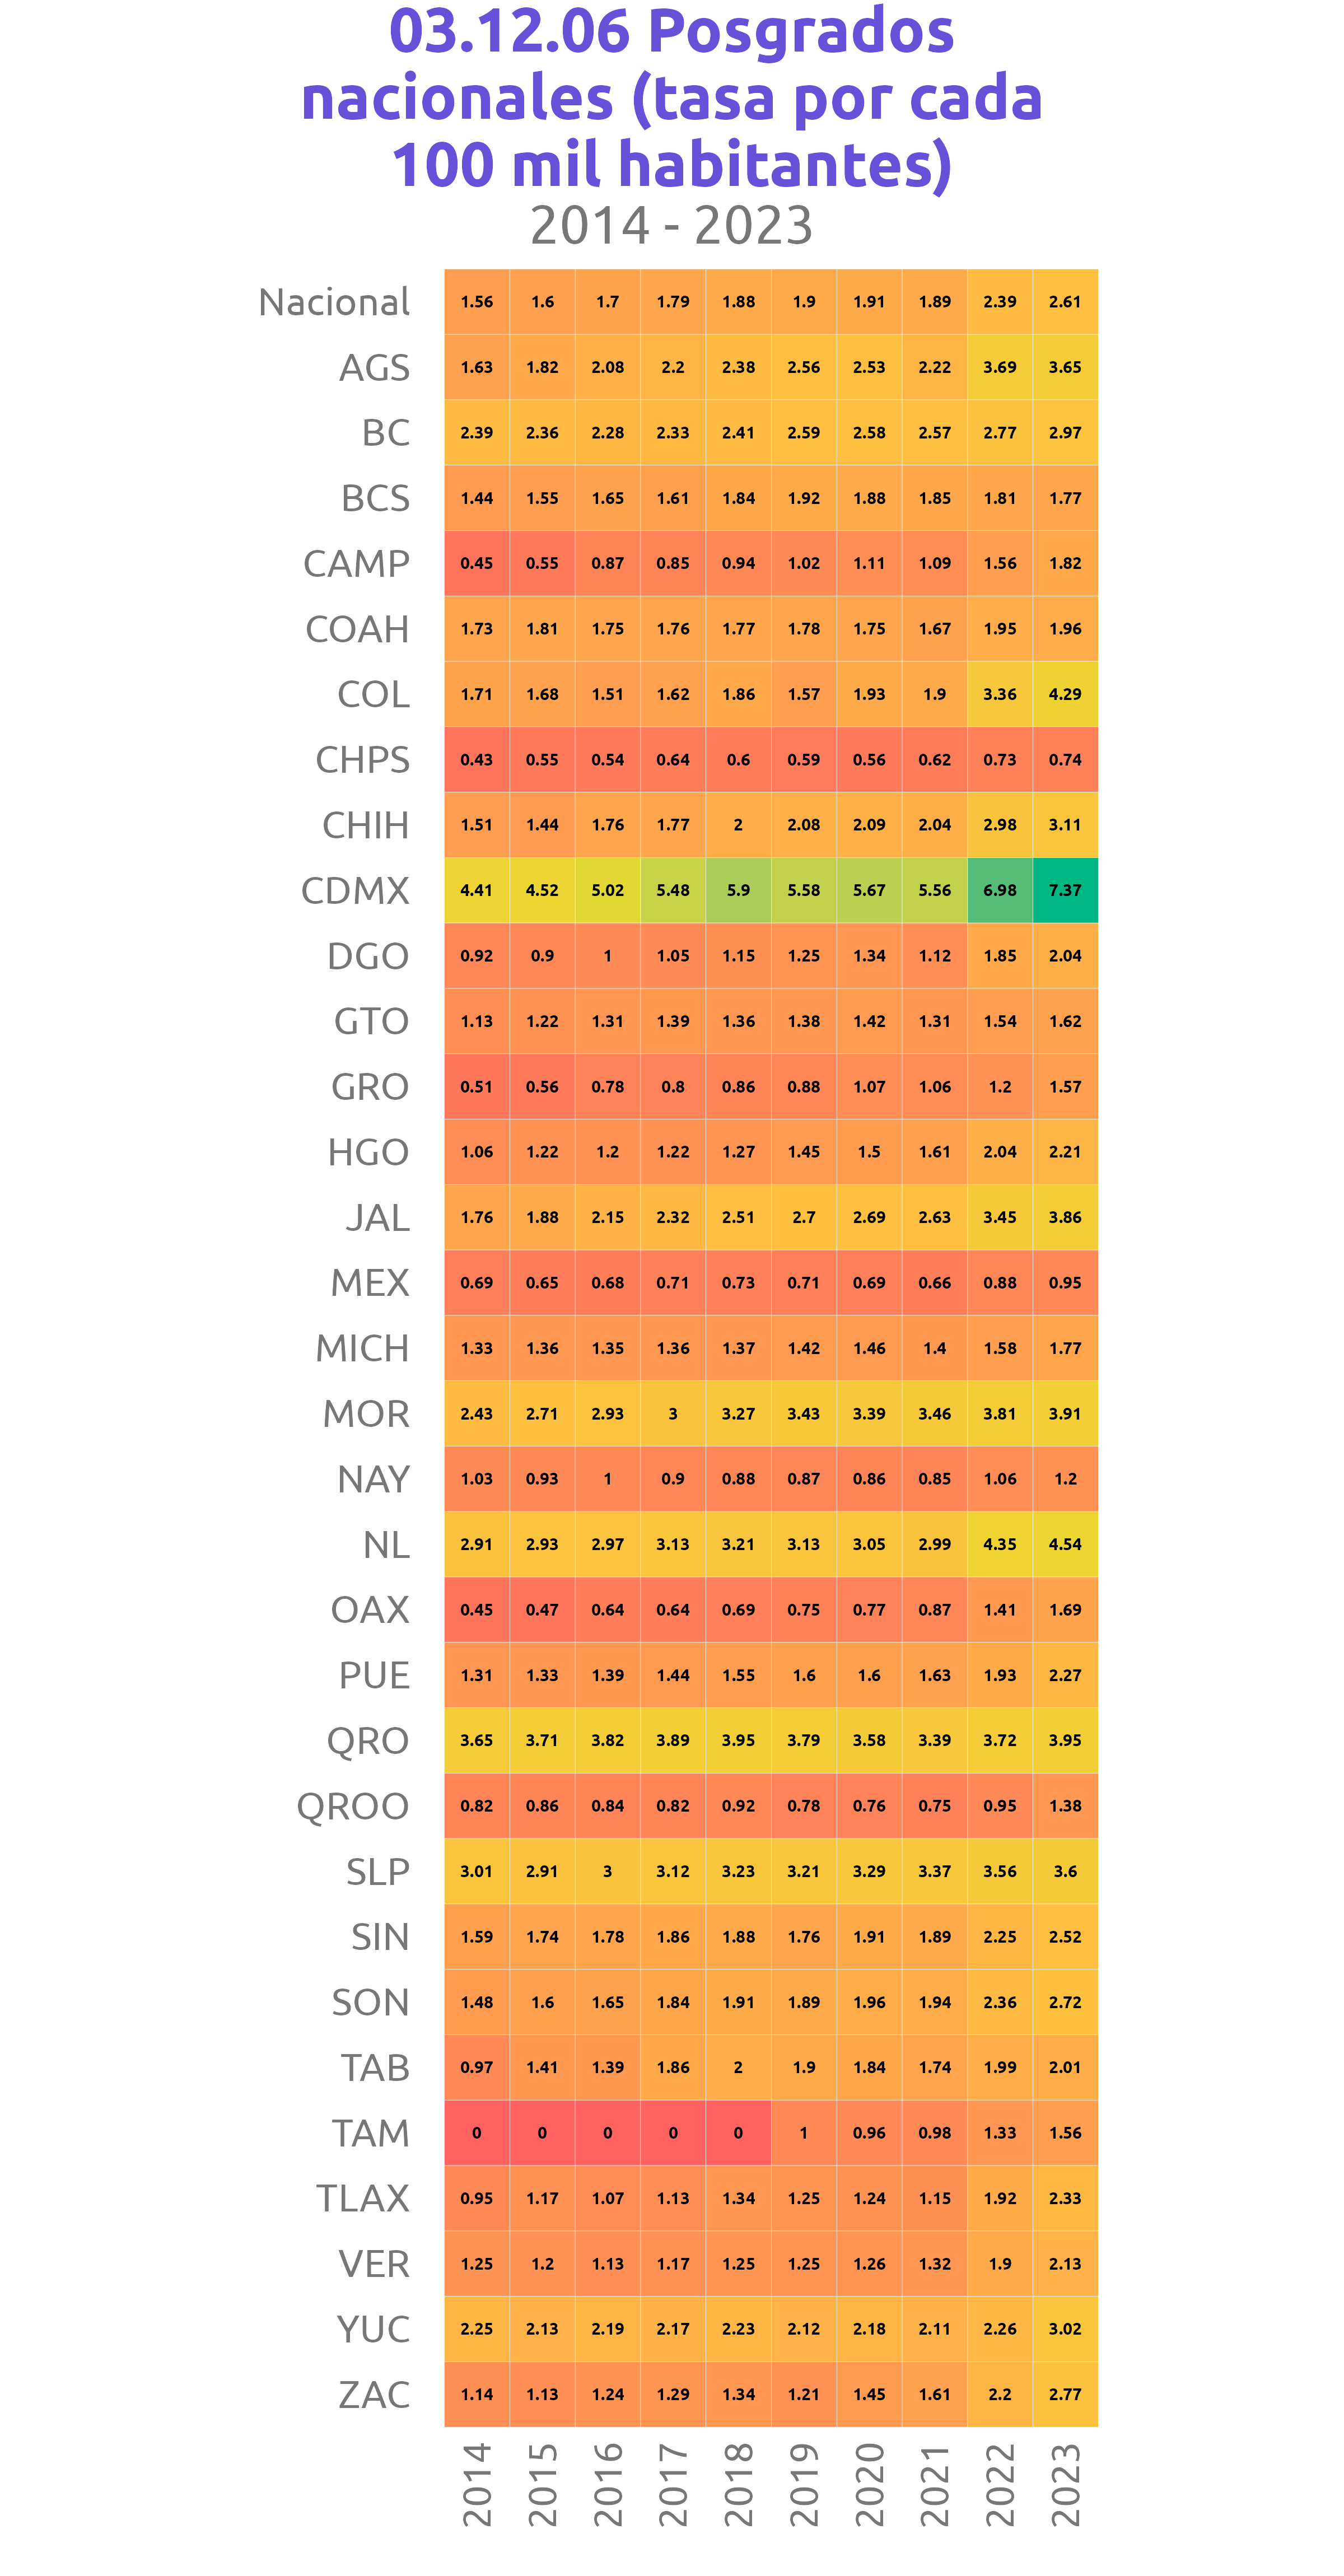 03.12.06 Posgrados
nacionales (tasa por cada
100 mil habitantes)
2014 - 2023
Nacional 1.56 1.6 1.7 1.79 1.88 1.9 1.91 1.89 2.39 2.61
AGS 1.63 1.82 2.08 2.2 2.38 2.56 2.53 2.22 3.69 3.65
BC 2.39 2.36 2.28 2.33 2.41 2.59 2.58 2.57 2.77 2.97
BCS 1.44 1.55 1.65 1.61 1.84 1.92 1.88 1.85 1.81 1.77
CAMP 0.45 0.55 0.87 0.85 0.94 1.02 1.11 1.09 1.56 1.82
COAH 1.73 1.81 1.75 1.76 1.77 1.78 1.75 1.67 1.95 1.96
COL 1.71 1.68 1.51 1.62 1.86 1.57 1.93 1.9 3.36 4.29
CHPS 0.43 0.55 0.54 0.64 0.6 0.59 0.56 0.62 0.73 0.74
CHIH 1.51 1.44 1.76 1.77 2 2.08 2.09 2.04 2.98 3.11
CDMX 4.41 4.52 5.02 5.48 5.9 5.58 5.67 5.56 6.98 7.37
DGO 0.92 0.9 1 1.05 1.15 1.25 1.34 1.12 1.85 2.04
GTO 1.13 1.22 1.31 1.39 1.36 1.38 1.42 1.31 1.54 1.62
GRO 0.51 0.56 0.78 0.8 0.86 0.88 1.07 1.06 1.2 1.57
HGO 1.06 1.22 1.2 1.22 1.27 1.45 1.5 1.61 2.04 2.21
JAL 1.76 1.88 2.15 2.32 2.51 2.7 2.69 2.63 3.45 3.86
MEX 0.69 0.65 0.68 0.71 0.73 0.71 0.69 0.66 0.88 0.95
MICH 1.33 1.36 1.35 1.36 1.37 1.42 1.46 1.4 1.58 1.77
MOR 2.43 2.71 2.93 3 3.27 3.43 3.39 3.46 3.81 3.91
NAY 1.03 0.93 1 0.9 0.88 0.87 0.86 0.85 1.06 1.2
NL 2.91 2.93 2.97 3.13 3.21 3.13 3.05 2.99 4.35 4.54
OAX 0.45 0.47 0.64 0.64 0.69 0.75 0.77 0.87 1.41 1.69
PUE 1.31 1.33 1.39 1.44 1.55 1.6 1.6 1.63 1.93 2.27
QRO 3.65 3.71 3.82 3.89 3.95 3.79 3.58 3.39 3.72 3.95
QROO 0.82 0.86 0.84 0.82 0.92 0.78 0.76 0.75 0.95 1.38
SLP 3.01 2.91 3 3.12 3.23 3.21 3.29 3.37 3.56 3.6
SIN 1.59 1.74 1.78 1.86 1.88 1.76 1.91 1.89 2.25 2.52
SON 1.48 1.6 1.65 1.84 1.91 1.89 1.96 1.94 2.36 2.72
TAB 0.97 1.41 1.39 1.86 2 1.9 1.84 1.74 1.99 2.01
TAM 0 0 0 0 0 1 0.96 0.98 1.33 1.56
TLAX 0.95 1.17 1.07 1.13 1.34 1.25 1.24 1.15 1.92 2.33
VER 1.25 1.2 1.13 1.17 1.25 1.25 1.26 1.32 1.9 2.13
YUC 2.25 2.13 2.19 2.17 2.23 2.12 2.18 2.11 2.26 3.02
ZAC 1.14 1.13 1.24 1.29 1.34 1.21 1.45 1.61 2.2 2.77
2014 2015 2016 2017 2018 2019 2020 2021 2022 2023